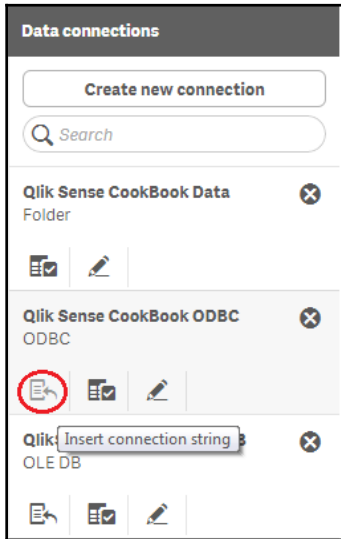 Data connections
Create new connection
Search
Qlik Sense CookBook Data
Folder
Qlik Sense CookBook ODBC
ODBC
Insert connection string
OLE DB